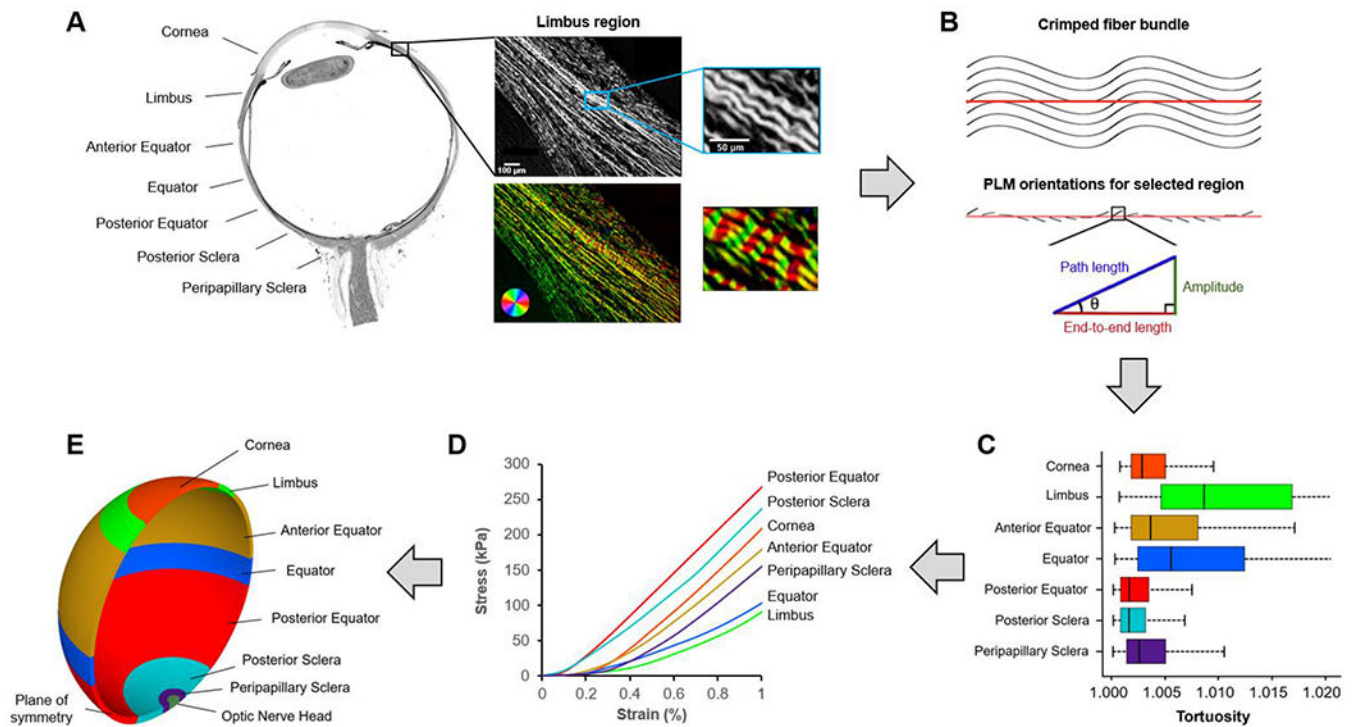 A
Limbus region
Cornea
Limbus
Anterior Equator
Equator
Posterior Equator
Posterior Sclera
Peripapillary Sclera
100 µm
50 µm
B
Crimped fiber bundle
PLM orientations for selected region
Path length
θ
Amplitude
End-to-end length
E
Cornea
Limbus
Anterior Equator
Equator
Posterior Equator
Posterior Sclera
Peripapillary Sclera
Optic Nerve Head
Plane of
symmetry
D
Stress (kPa)
300
250
200
150
100
50
0
0
0.2
0.4
0.6
0.8
1
Strain (%)
Posterior Equator
Posterior Sclera
Cornea
Anterior Equator
Peripapillary Sclera
Equator
Limbus
C
Cornea
Limbus
Anterior Equator
Equator
Posterior Equator
Posterior Sclera
Peripapillary Sclera
1.000
1.005
1.010
1.015
1.020
Tortuosity